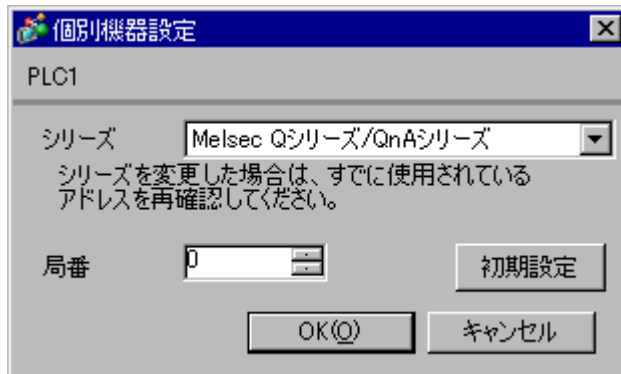 個別機器設定
PLC1
シリーズ Melsec Qシリーズ/QnAシリーズ
シリーズを変更した場合は、すでに使用されている
アドレスを再確認してください。
局番 0 初期設定
OK(O) キャンセル